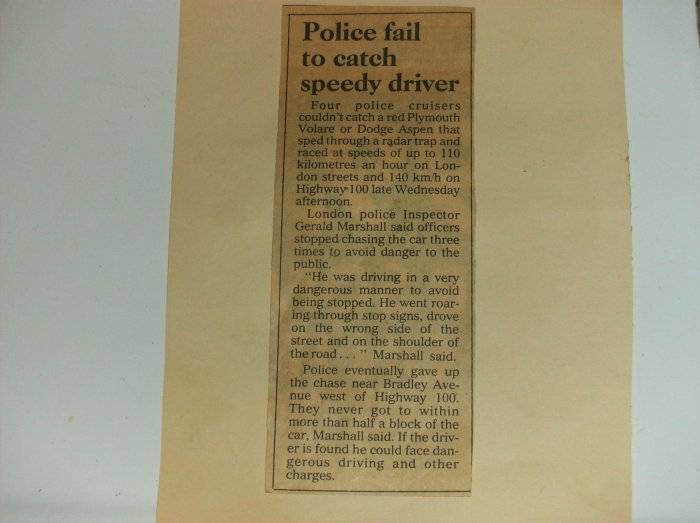 Police fail
to catch
speedy driver
Four police cruisers
couldn't catch a red Plymouth
Volare or Dodge Aspen that
sped through a radar trap and
raced at speeds of up to 110
kilometres an hour on Lon-
don streets and 140 km/h on
Highway 100 late Wednesday
afternoon.
London police Inspector
Gerald Marshall said officers
stopped chasing the car three
times to avoid danger to the
public.
"He was driving in a very
dangerous manner to avoid
being stopped. He went roar-
ing through stop signs, drove
on the wrong side of the
street and on the shoulder of
the road . . . " Marshall said.
Police eventually gave up
the chase near Bradley Ave-
nue west of Highway 100.
They never got to within
more than half a block of the
car, Marshall said. If the driv-
er is found he could face dan-
gerous driving and other
charges.